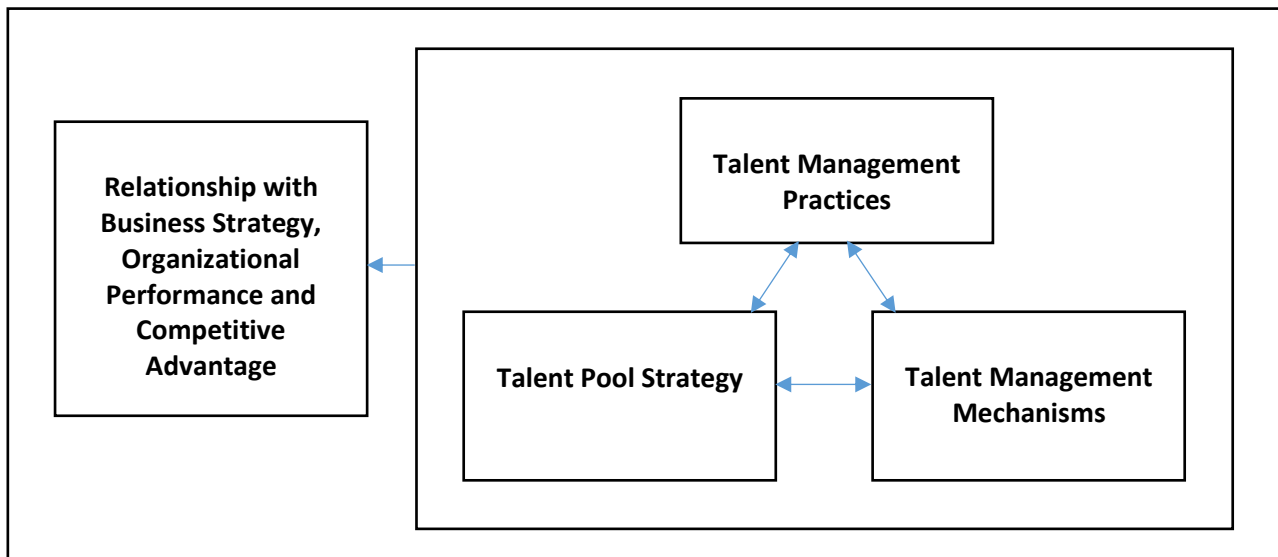 Relationship with
Business Strategy,
Organizational
Performance and
Competitive
Advantage
Talent Management
Practices
Talent Pool Strategy
Talent Management
Mechanisms